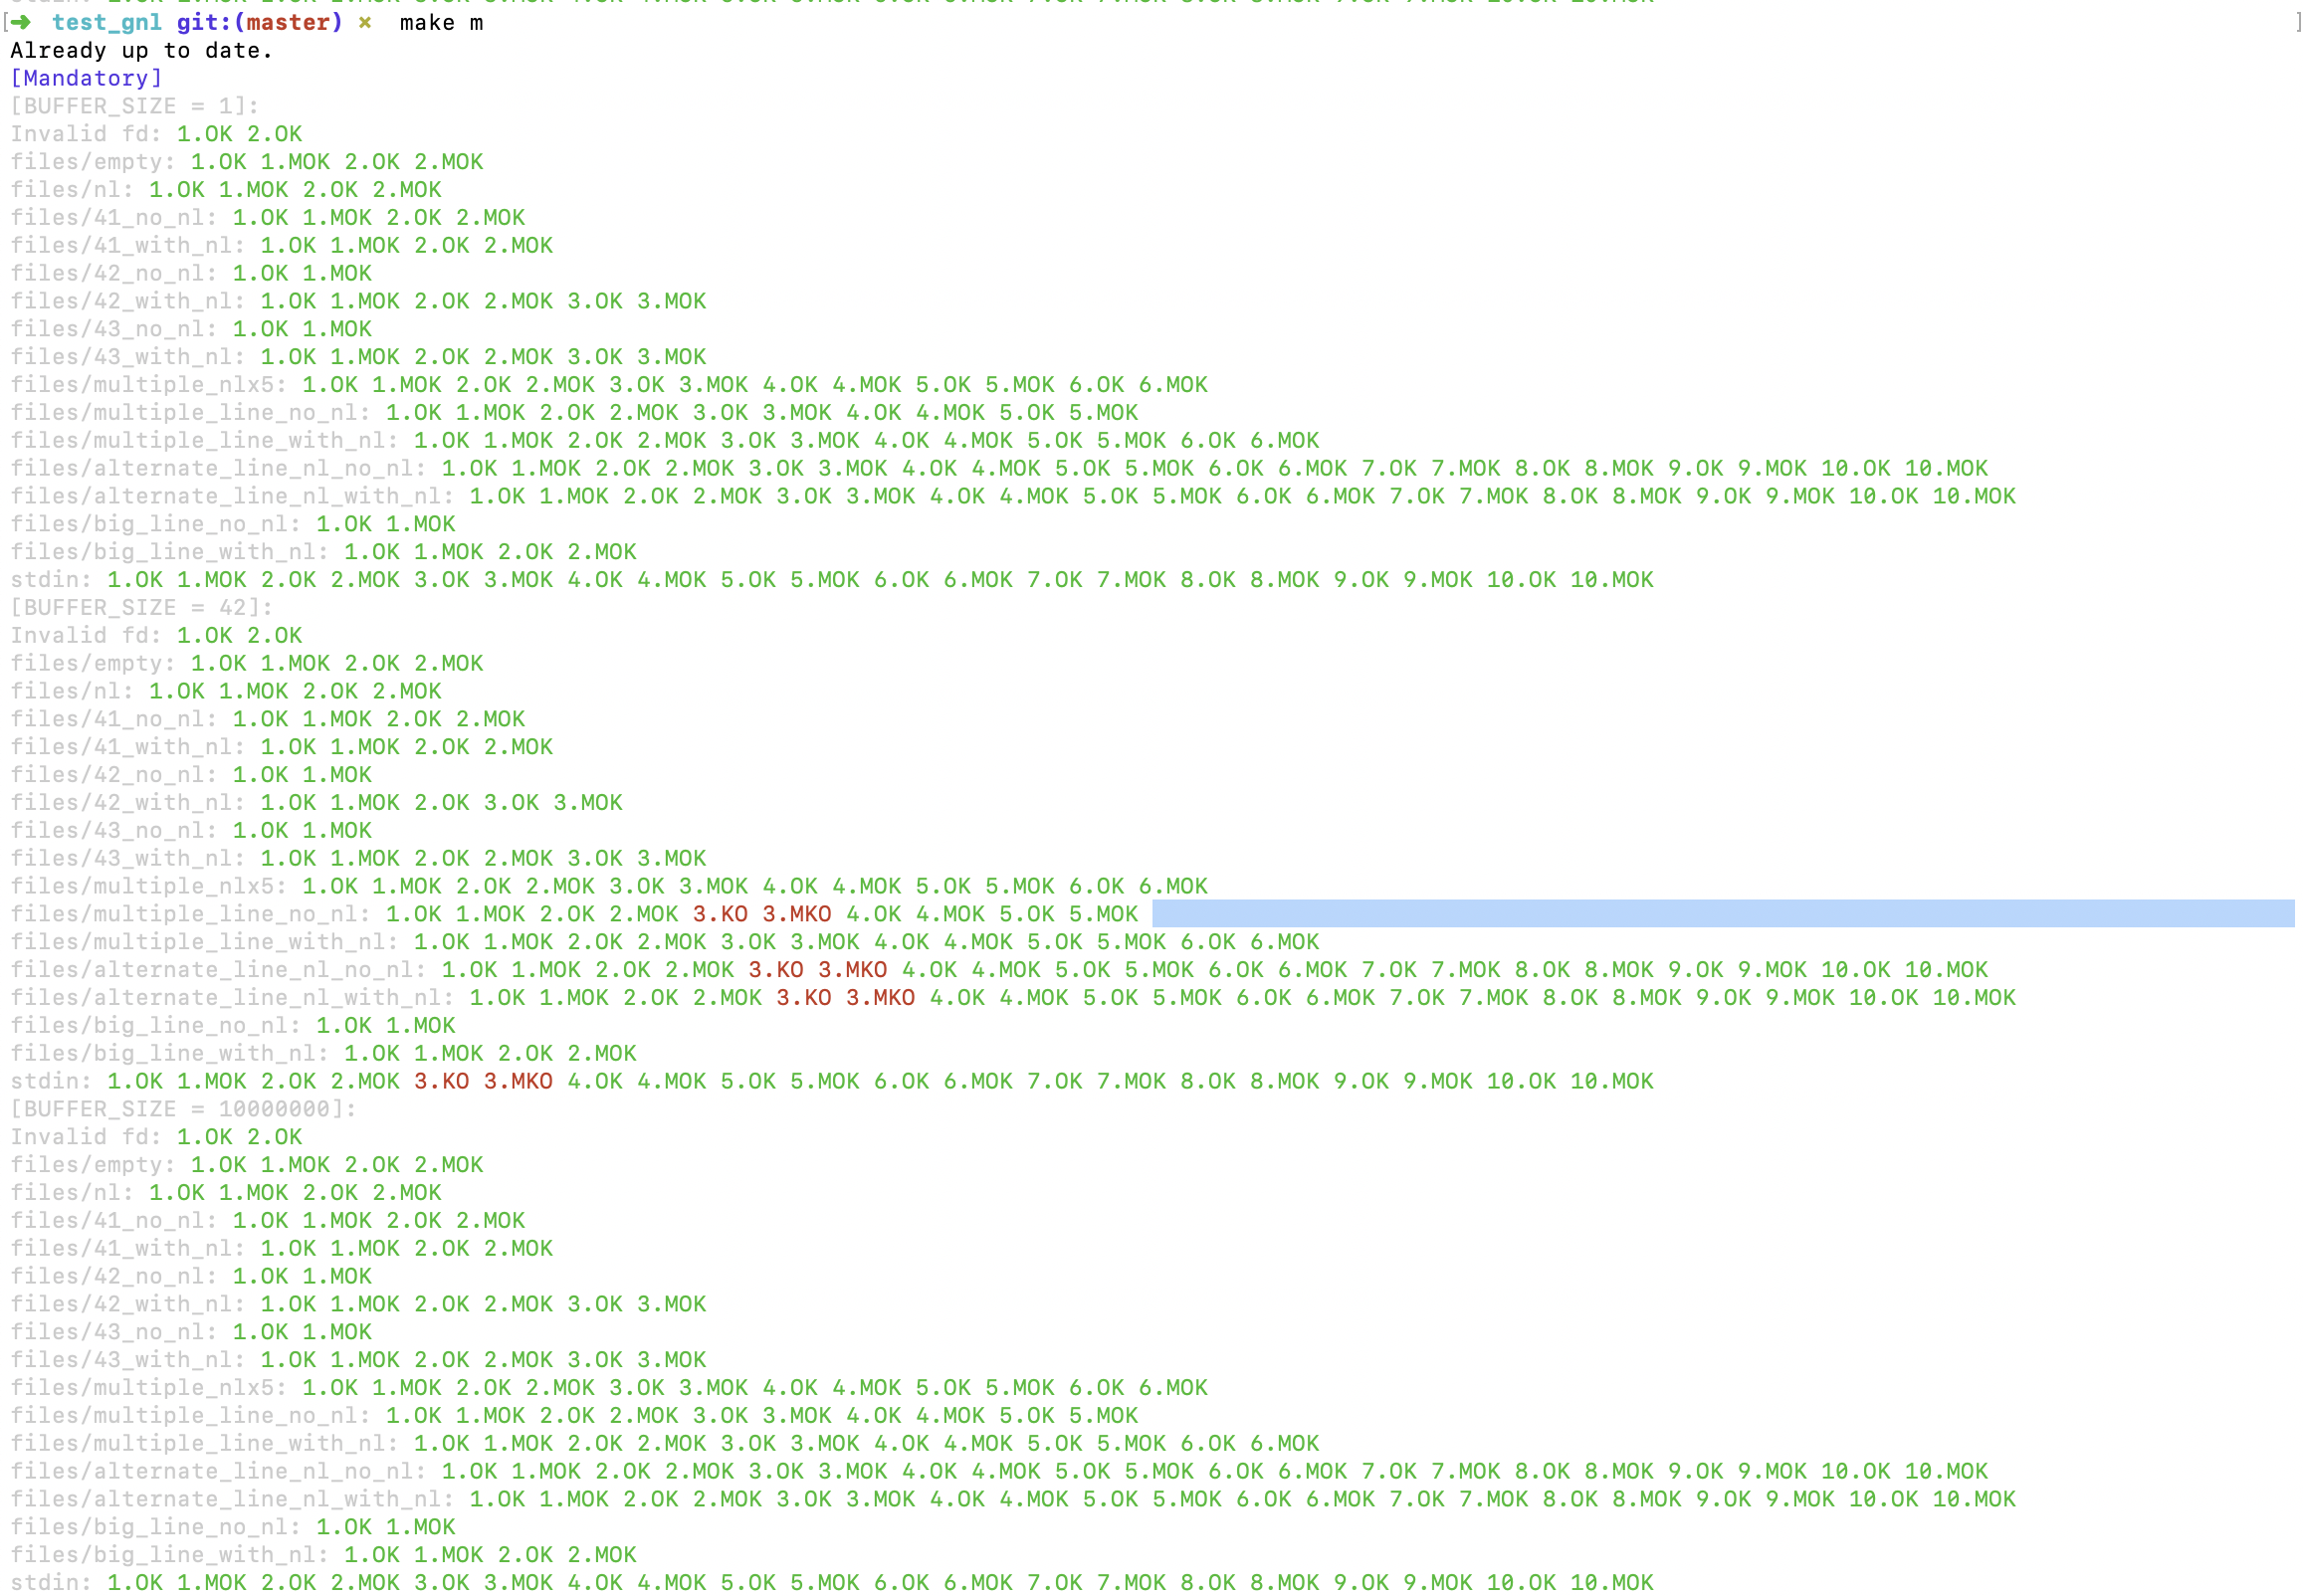 [➜  test_gnl git:(master) ×  make m ]
Already up to date.
[Mandatory]
[BUFFER_SIZE = 1]:
Invalid fd: 1.OK 2.OK
files/empty: 1.OK 1.MOK 2.OK 2.MOK
files/nl: 1.OK 1.MOK 2.OK 2.MOK
files/41_no_nl: 1.OK 1.MOK 2.OK 2.MOK
files/41_with_nl: 1.OK 1.MOK 2.OK 2.MOK
files/42_no_nl: 1.OK 1.MOK
files/42_with_nl: 1.OK 1.MOK 2.OK 2.MOK 3.OK 3.MOK
files/43_no_nl: 1.OK 1.MOK
files/43_with_nl: 1.OK 1.MOK 2.OK 2.MOK 3.OK 3.MOK
files/multiple_nlx5: 1.OK 1.MOK 2.OK 2.MOK 3.OK 3.MOK 4.OK 4.MOK 5.OK 5.MOK 6.OK 6.MOK
files/multiple_line_no_nl: 1.OK 1.MOK 2.OK 2.MOK 3.OK 3.MOK 4.OK 4.MOK 5.OK 5.MOK
files/multiple_line_with_nl: 1.OK 1.MOK 2.OK 2.MOK 3.OK 3.MOK 4.OK 4.MOK 5.OK 5.MOK 6.OK 6.MOK
files/alternate_line_nl_no_nl: 1.OK 1.MOK 2.OK 2.MOK 3.OK 3.MOK 4.OK 4.MOK 5.OK 5.MOK 6.OK 6.MOK 7.OK 7.MOK 8.OK 8.MOK 9.OK 9.MOK 10.OK 10.MOK
files/alternate_line_nl_with_nl: 1.OK 1.MOK 2.OK 2.MOK 3.OK 3.MOK 4.OK 4.MOK 5.OK 5.MOK 6.OK 6.MOK 7.OK 7.MOK 8.OK 8.MOK 9.OK 9.MOK 10.OK 10.MOK
files/big_line_no_nl: 1.OK 1.MOK
files/big_line_with_nl: 1.OK 1.MOK 2.OK 2.MOK
stdin: 1.OK 1.MOK 2.OK 2.MOK 3.OK 3.MOK 4.OK 4.MOK 5.OK 5.MOK 6.OK 6.MOK 7.OK 7.MOK 8.OK 8.MOK 9.OK 9.MOK 10.OK 10.MOK
[BUFFER_SIZE = 42]:
Invalid fd: 1.OK 2.OK
files/empty: 1.OK 1.MOK 2.OK 2.MOK
files/nl: 1.OK 1.MOK 2.OK 2.MOK
files/41_no_nl: 1.OK 1.MOK 2.OK 2.MOK
files/41_with_nl: 1.OK 1.MOK 2.OK 2.MOK
files/42_no_nl: 1.OK 1.MOK
files/42_with_nl: 1.OK 1.MOK 2.OK 3.OK 3.MOK
files/43_no_nl: 1.OK 1.MOK
files/43_with_nl: 1.OK 1.MOK 2.OK 2.MOK 3.OK 3.MOK
files/multiple_nlx5: 1.OK 1.MOK 2.OK 2.MOK 3.OK 3.MOK 4.OK 4.MOK 5.OK 5.MOK 6.OK 6.MOK
files/multiple_line_no_nl: 1.OK 1.MOK 2.OK 2.MOK 3.KO 3.MKO 4.OK 4.MOK 5.OK 5.MOK
files/multiple_line_with_nl: 1.OK 1.MOK 2.OK 2.MOK 3.OK 3.MOK 4.OK 4.MOK 5.OK 5.MOK 6.OK 6.MOK
files/alternate_line_nl_no_nl: 1.OK 1.MOK 2.OK 2.MOK 3.KO 3.MKO 4.OK 4.MOK 5.OK 5.MOK 6.OK 6.MOK 7.OK 7.MOK 8.OK 8.MOK 9.OK 9.MOK 10.OK 10.MOK
files/alternate_line_nl_with_nl: 1.OK 1.MOK 2.OK 2.MOK 3.KO 3.MKO 4.OK 4.MOK 5.OK 5.MOK 6.OK 6.MOK 7.OK 7.MOK 8.OK 8.MOK 9.OK 9.MOK 10.OK 10.MOK
files/big_line_no_nl: 1.OK 1.MOK
files/big_line_with_nl: 1.OK 1.MOK 2.OK 2.MOK
stdin: 1.OK 1.MOK 2.OK 2.MOK 3.KO 3.MKO 4.OK 4.MOK 5.OK 5.MOK 6.OK 6.MOK 7.OK 7.MOK 8.OK 8.MOK 9.OK 9.MOK 10.OK 10.MOK
[BUFFER_SIZE = 10000000]:
Invalid fd: 1.OK 2.OK
files/empty: 1.OK 1.MOK 2.OK 2.MOK
files/nl: 1.OK 1.MOK 2.OK 2.MOK
files/41_no_nl: 1.OK 1.MOK 2.OK 2.MOK
files/41_with_nl: 1.OK 1.MOK 2.OK 2.MOK
files/42_no_nl: 1.OK 1.MOK
files/42_with_nl: 1.OK 1.MOK 2.OK 2.MOK 3.OK 3.MOK
files/43_no_nl: 1.OK 1.MOK
files/43_with_nl: 1.OK 1.MOK 2.OK 2.MOK 3.OK 3.MOK
files/multiple_nlx5: 1.OK 1.MOK 2.OK 2.MOK 3.OK 3.MOK 4.OK 4.MOK 5.OK 5.MOK 6.OK 6.MOK
files/multiple_line_no_nl: 1.OK 1.MOK 2.OK 2.MOK 3.OK 3.MOK 4.OK 4.MOK 5.OK 5.MOK
files/multiple_line_with_nl: 1.OK 1.MOK 2.OK 2.MOK 3.OK 3.MOK 4.OK 4.MOK 5.OK 5.MOK 6.OK 6.MOK
files/alternate_line_nl_no_nl: 1.OK 1.MOK 2.OK 2.MOK 3.OK 3.MOK 4.OK 4.MOK 5.OK 5.MOK 6.OK 6.MOK 7.OK 7.MOK 8.OK 8.MOK 9.OK 9.MOK 10.OK 10.MOK
files/alternate_line_nl_with_nl: 1.OK 1.MOK 2.OK 2.MOK 3.OK 3.MOK 4.OK 4.MOK 5.OK 5.MOK 6.OK 6.MOK 7.OK 7.MOK 8.OK 8.MOK 9.OK 9.MOK 10.OK 10.MOK
files/big_line_no_nl: 1.OK 1.MOK
files/big_line_with_nl: 1.OK 1.MOK 2.OK 2.MOK
stdin: 1.OK 1.MOK 2.OK 2.MOK 3.OK 3.MOK 4.OK 4.MOK 5.OK 5.MOK 6.OK 6.MOK 7.OK 7.MOK 8.OK 8.MOK 9.OK 9.MOK 10.OK 10.MOK